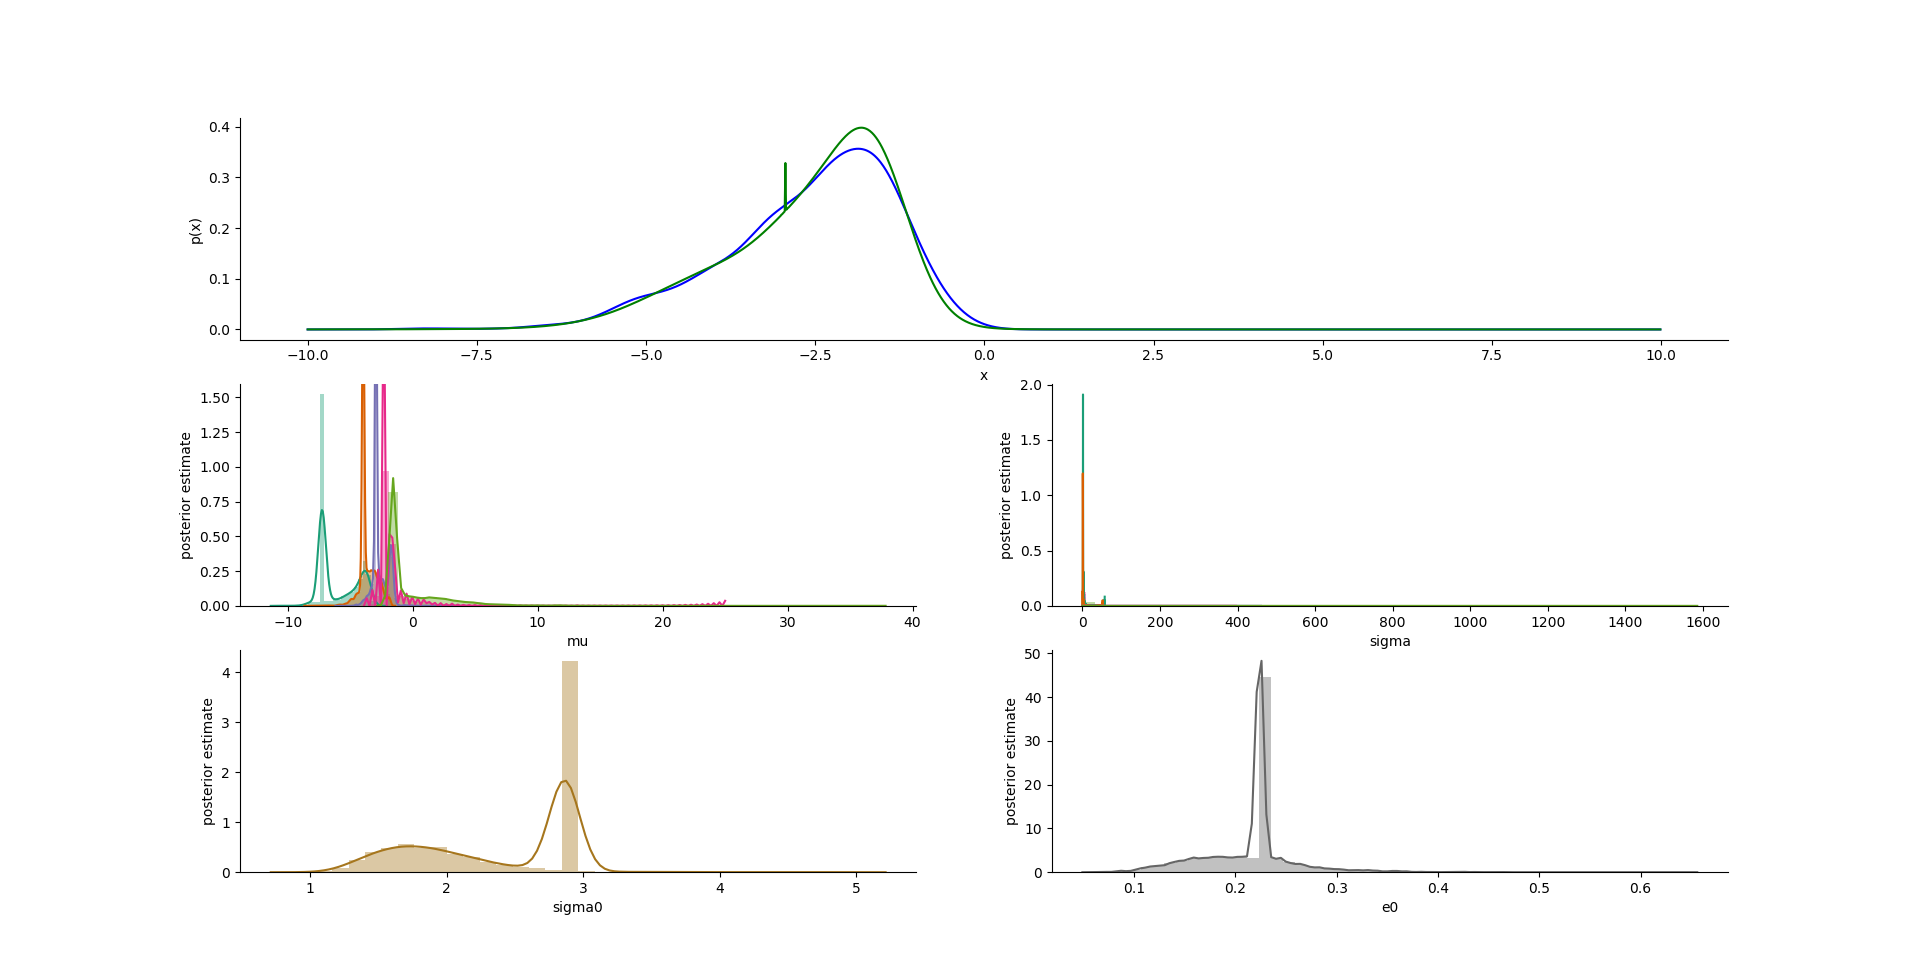 0.4
0.3
0.2
0.1
0.0
p(x)
−10.0 −7.5 −5.0 −2.5 0.0 2.5 5.0 7.5 10.0
x
1.50
1.25
1.00
0.75
0.50
0.25
0.00
posterior estimate
−10 0 10 20 30 40
mu
2.0
1.5
1.0
0.5
0.0
posterior estimate
0 200 400 600 800 1000 1200 1400 1600
sigma
4
3
2
1
0
posterior estimate
1 2 3 4 5
sigma0
50
40
30
20
10
0
posterior estimate
0.1 0.2 0.3 0.4 0.5 0.6
e0